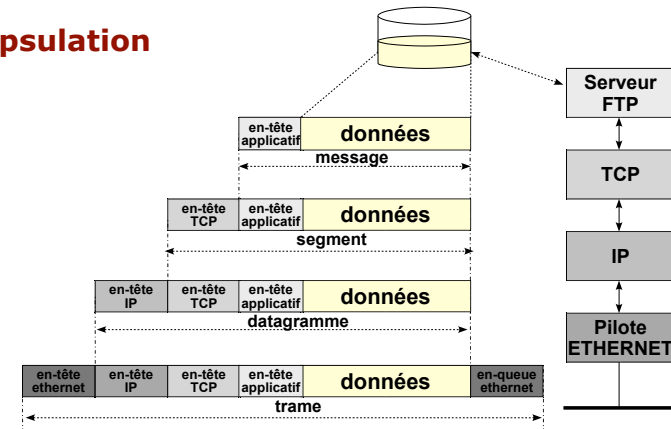 psulation
Serveur
FTP
en-tête
applicatif
données
message
TCP
en-tête
TCP
en-tête
applicatif
données
segment
IP
en-tête
IP
en-tête
TCP
en-tête
applicatif
données
datagramme
Pilote
ETHERNET
en-tête
ethernet
en-tête
IP
en-tête
TCP
en-tête
applicatif
données
en-queue
ethernet
trame